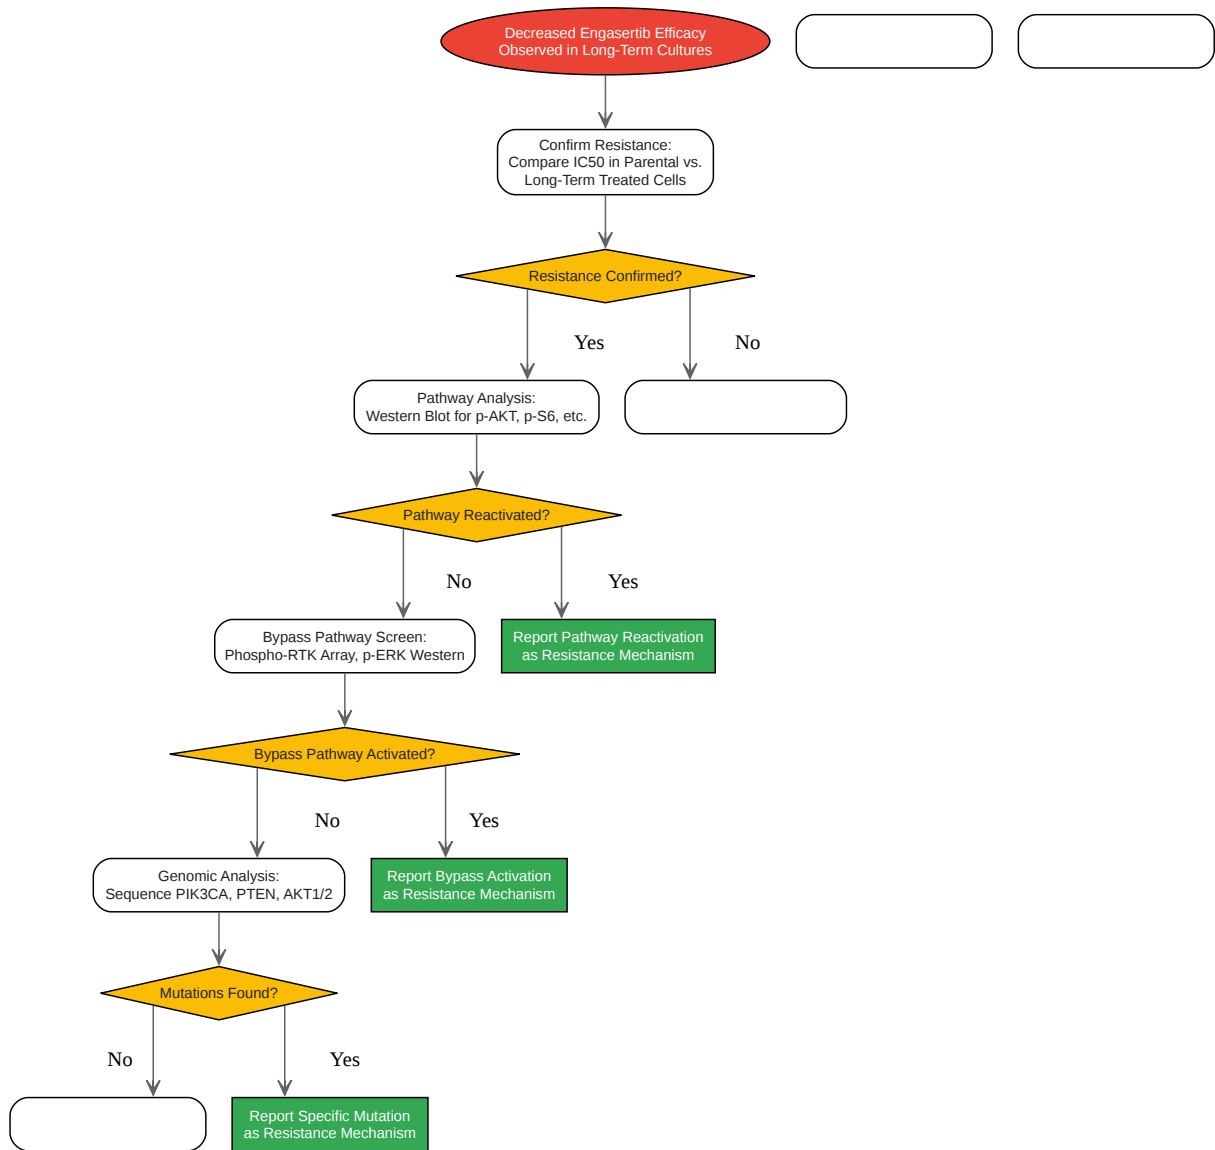 Decreased Engasertib Efficacy
Observed in Long-Term Cultures
Confirm Resistance:
Compare IC50 in Parental vs.
Long-Term Treated Cells
Resistance Confirmed?
Yes
No
Pathway Analysis:
Western Blot for p-AKT, p-S6, etc.
Pathway Reactivated?
No
Yes
Bypass Pathway Screen:
Phospho-RTK Array, p-ERK Western
Report Pathway Reactivation
as Resistance Mechanism
Bypass Pathway Activated?
No
Yes
Genomic Analysis:
Sequence PIK3CA, PTEN, AKT1/2
Report Bypass Activation
as Resistance Mechanism
Mutations Found?
No
Yes
Report Specific Mutation
as Resistance Mechanism